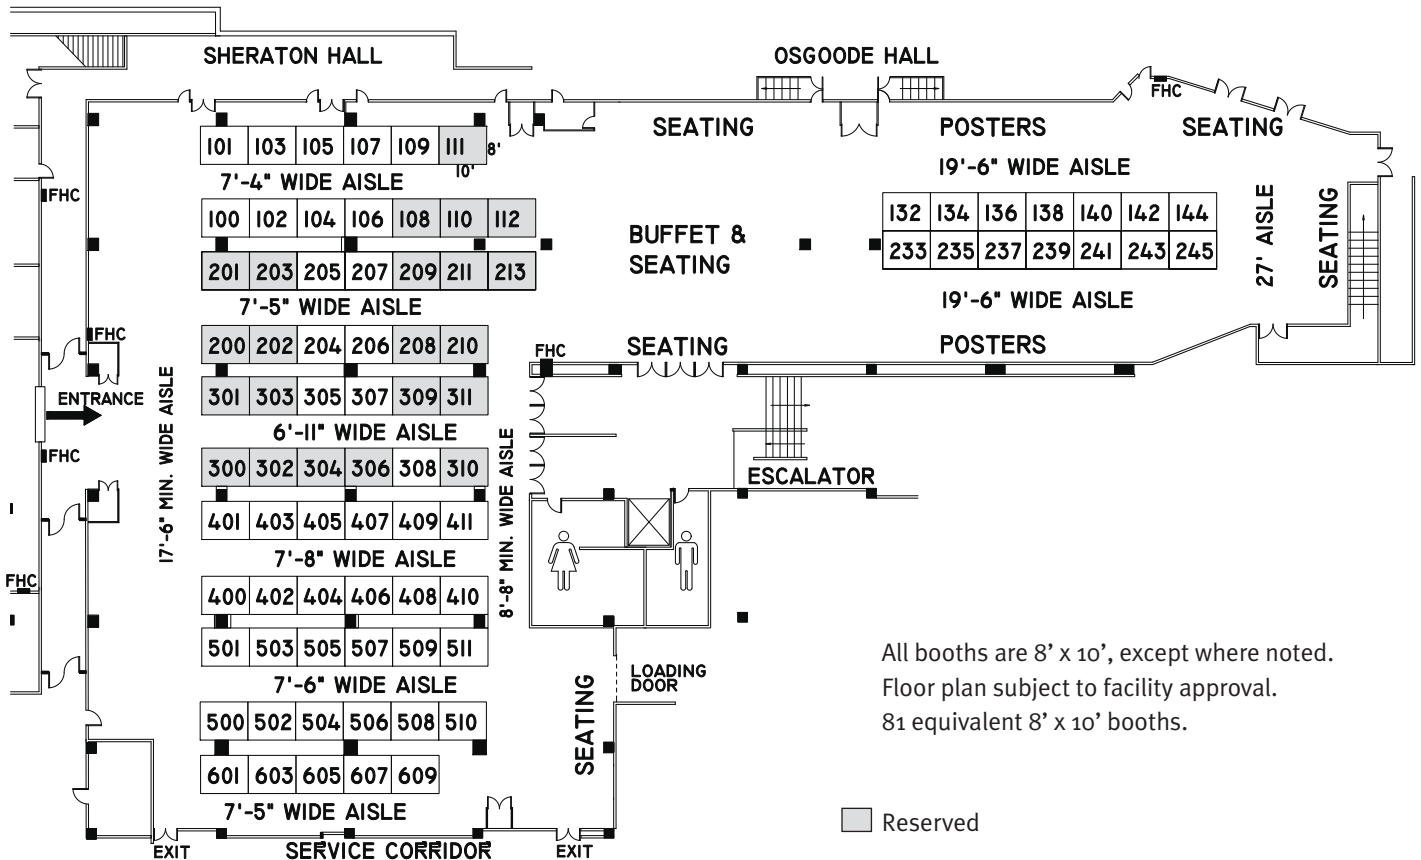 SHERATON HALL
OSGOODE HALL
FHC
SEATING
POSTERS
SEATING
101 103 105 107 109 111
8'
10'
7'-4" WIDE AISLE
19'-6" WIDE AISLE
FHC
100 102 104 106 108 110 112
132 134 136 138 140 142 144
BUFFET &
SEATING
233 235 237 239 241 243 245
27' AISLE
SEATING
201 203 205 207 209 211 213
7'-5" WIDE AISLE
19'-6" WIDE AISLE
FHC
200 202 204 206 208 210
FHC
SEATING
POSTERS
301 303 305 307 309 311
ENTRANCE
17'-6" MIN. WIDE AISLE
6'-11" WIDE AISLE
8'-8" MIN. WIDE AISLE
FHC
300 302 304 306 308 310
ESCALATOR
401 403 405 407 409 411
7'-8" WIDE AISLE
FHC
400 402 404 406 408 410
501 503 505 507 509 511
7'-6" WIDE AISLE
LOADING
DOOR
SEATING
All booths are 8’ x 10’, except where noted.
Floor plan subject to facility approval.
81 equivalent 8’ x 10’ booths.
500 502 504 506 508 510
601 603 605 607 609
7'-5" WIDE AISLE
Reserved
EXIT
SERVICE CORRIDOR
EXIT